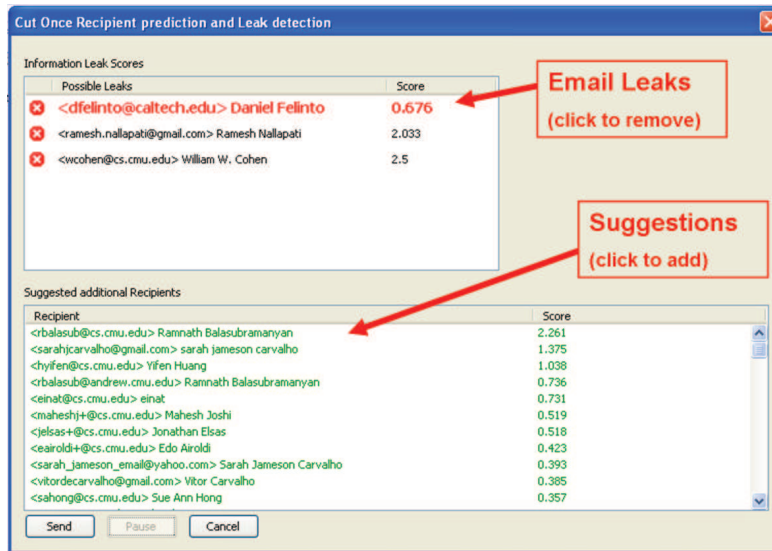 Cut Once Recipient prediction and Leak detection
Information Leak Scores
Possible Leaks Score
<dfelinto@caltech.edu> Daniel Felinto 0.676
<ramesh.nallapati@gmail.com> Ramesh Nallapati 2.033
<wcohen@cs.cmu.edu> William W. Cohen 2.5
Email Leaks
(click to remove)
Suggestions
(click to add)
Suggested additional Recipients
Recipient Score
<rbalasub@cs.cmu.edu> Ramnath Balasubramanyan 2.261
<sarahjcarvalho@gmail.com> sarah jameson carvalho 1.375
<hyifen@cs.cmu.edu> Yifen Huang 1.038
<rbalasub@andrew.cmu.edu> Ramnath Balasubramanyan 0.736
<einat@cs.cmu.edu> einat 0.731
<maheshj+@cs.cmu.edu> Mahesh Joshi 0.519
<jelsas+@cs.cmu.edu> Jonathan Elsas 0.518
<eairoldi+@cs.cmu.edu> Edo Airoldi 0.423
<sarah_jameson_email@yahoo.com> Sarah Jameson Carvalho 0.393
<vitordecarvalho@gmail.com> Vitor Carvalho 0.385
<sahong@cs.cmu.edu> Sue Ann Hong 0.357
Send Pause Cancel